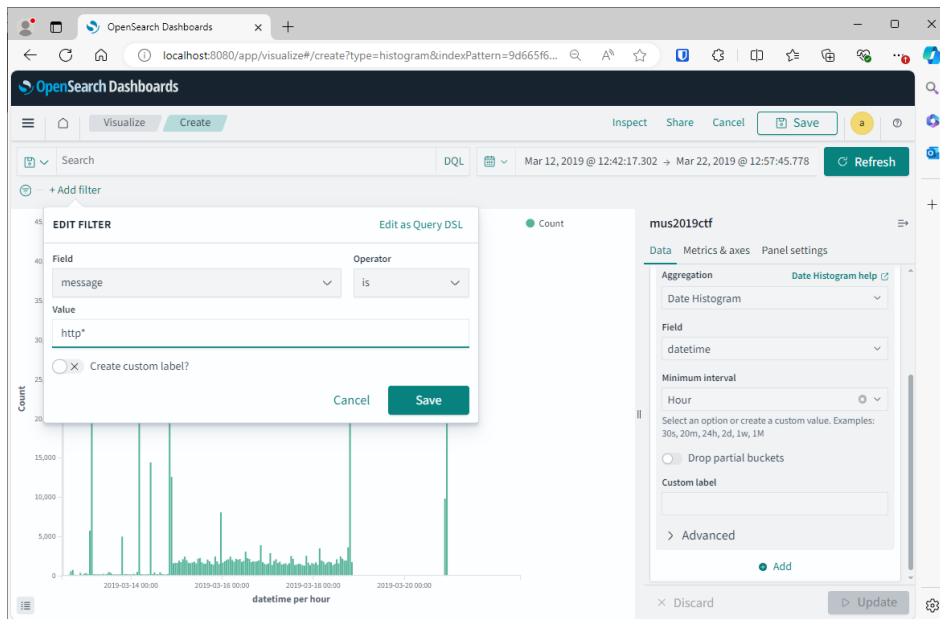 OpenSearch Dashboards
localhost:8080/app/visualize#/create?type=histogram&indexPattern=9d665f6...
OpenSearch Dashboards
Visualize Create Inspect Share Cancel Save a
Search DQL Mar 12, 2019 @ 12:42:17.302 → Mar 22, 2019 @ 12:57:45.778 Refresh
+ Add filter
EDIT FILTER Edit as Query DSL
Field Operator
message is
Value
http*
Create custom label?
Cancel Save
Count
mus2019ctf
Data Metrics & axes Panel settings
Aggregation Date Histogram help
Date Histogram
Field
datetime
Minimum interval
Hour
Select an option or create a custom value. Examples:
30s, 20m, 24h, 2d, 1w, 1M
Drop partial buckets
Custom label
Advanced
Add
Discard Update
Count
45
40
35
30
25
20
15,000
10,000
5,000
0
2019-03-14 00:00 2019-03-16 00:00 2019-03-18 00:00 2019-03-20 00:00
datetime per hour